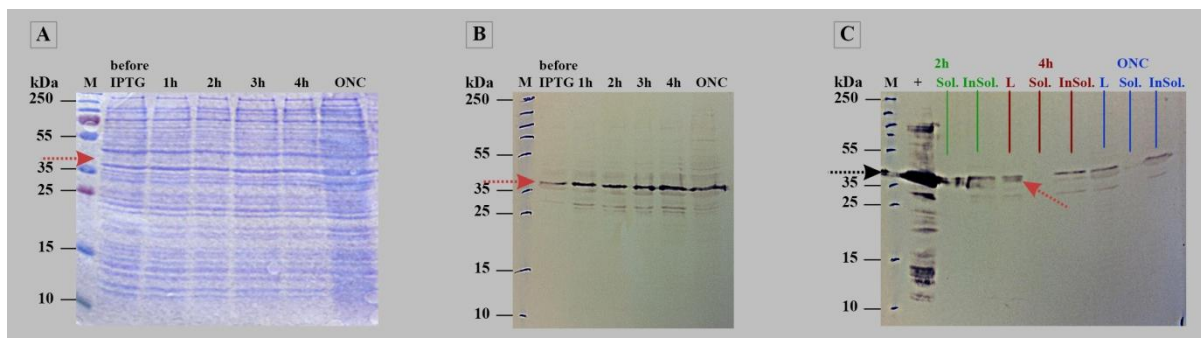 A
before
kDa M IPTG 1h 2h 3h 4h ONC
250
55
35
25
15
10
B
before
kDa M IPTG 1h 2h 3h 4h ONC
250
55
35
25
15
10
C
2h 4h ONC
kDa M + Sol. InSol. L Sol. InSol. L Sol. InSol.
250
55
35
25
15
10